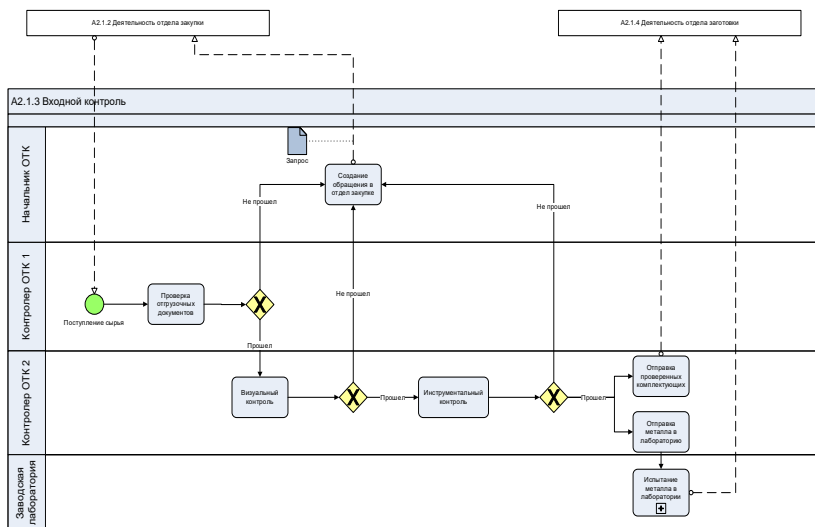 А2.1.2 Деятельность отдела закупки
А2.1.4 Деятельность отдела заготовки
А2.1.3 Входной контроль
Начальник ОТК
Запрос
Создание
обращения в
отдел закупке
Не прошел
Не прошел
Контролер ОТК 1
Поступление сырья
Проверка
отгрузочных
документов
Не прошел
Прошел
Контролер ОТК 2
Визуальный
контроль
Прошел
Инструментальный
контроль
Прошел
Отправка
проверенных
комплектующих
Отправка
металла в
лабораторию
Заводская
лаборатория
Испытание
металла в
лаборатории